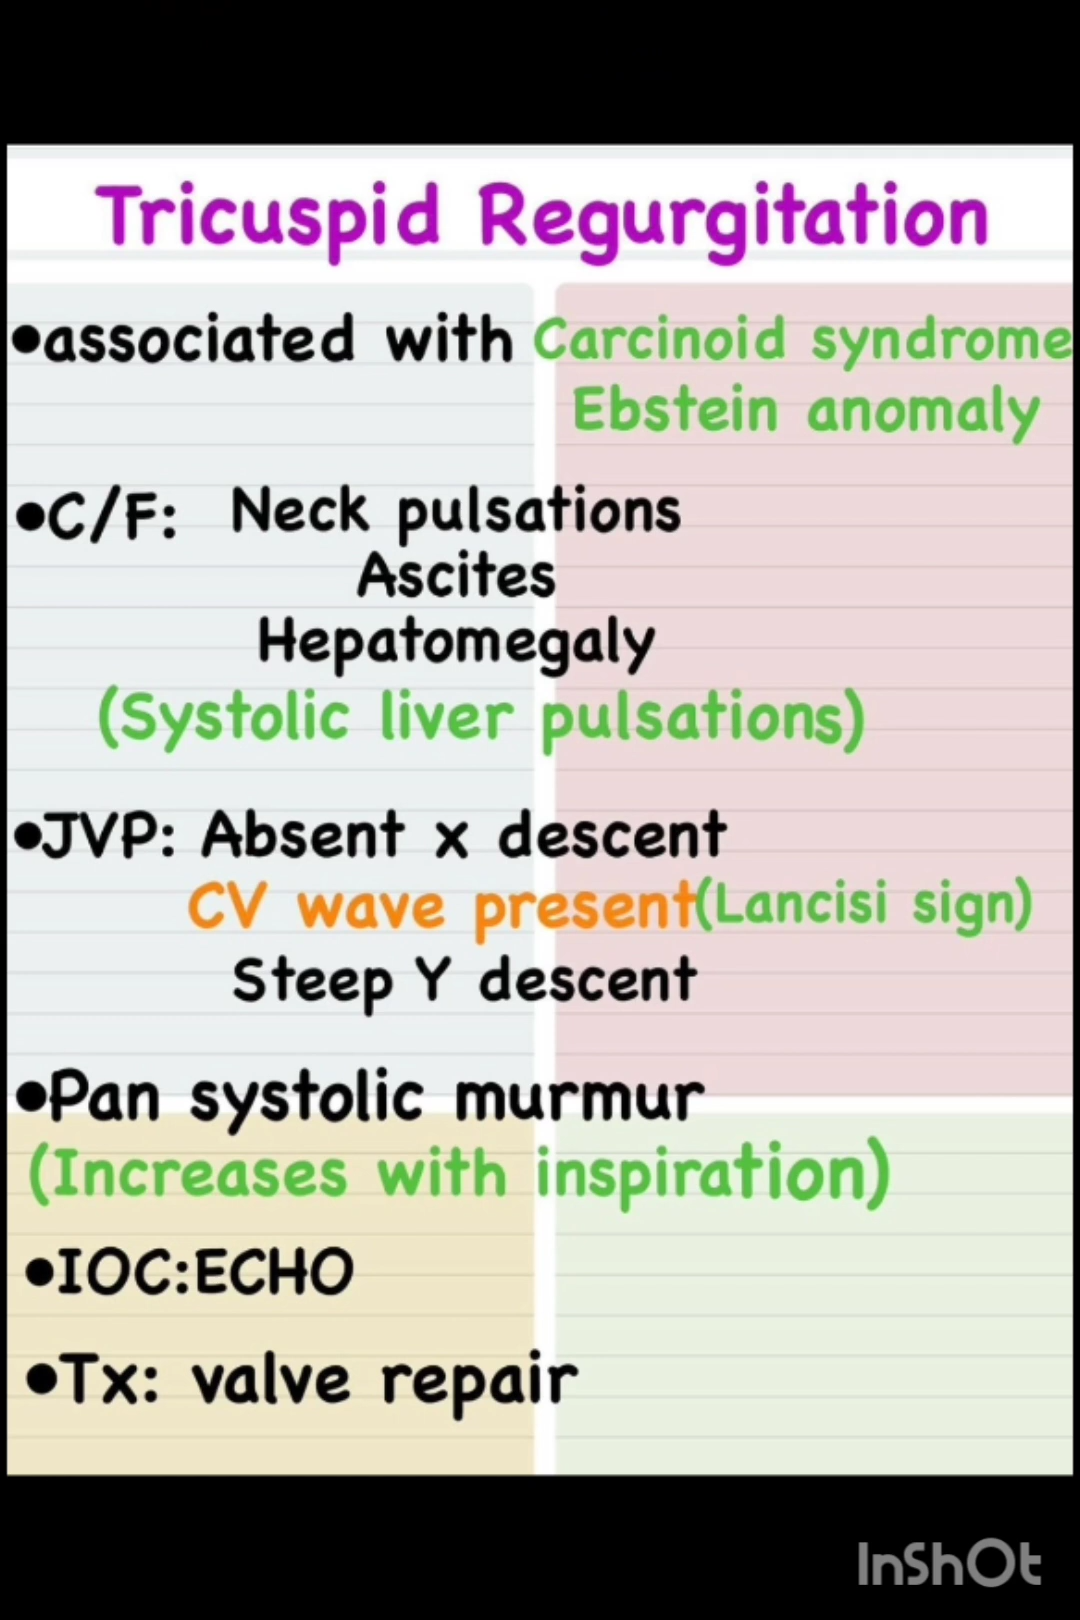 Tricuspid Regurgitation
•associated with Carcinoid syndrome
Ebstein anomaly
•C/F: Neck pulsations
Ascites
Hepatomegaly
(Systolic liver pulsations)
•JVP: Absent x descent
CV wave present(Lancisi sign)
Steep Y descent
•Pan systolic murmur
(Increases with inspiration)
•IOC:ECHO
•Tx: valve repair
InShOt